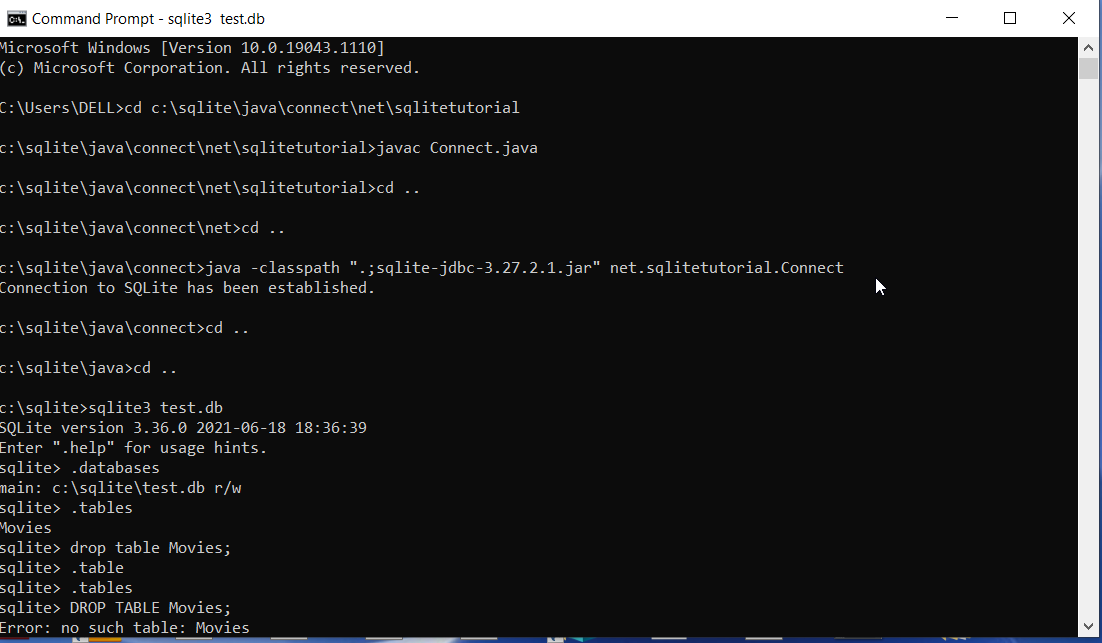 Command Prompt - sqlite3 test.db
Microsoft Windows [Version 10.0.19043.1110]
(c) Microsoft Corporation. All rights reserved.
C:\Users\DELL>cd c:\sqlite\java\connect\net\sqlitetutorial
c:\sqlite\java\connect\net\sqlitetutorial>javac Connect.java
c:\sqlite\java\connect\net\sqlitetutorial>cd ..
c:\sqlite\java\connect\net>cd ..
c:\sqlite\java\connect>java -classpath ".;sqlite-jdbc-3.27.2.1.jar" net.sqlitetutorial.Connect
Connection to SQLite has been established.
c:\sqlite\java\connect>cd ..
c:\sqlite\java>cd ..
c:\sqlite>sqlite3 test.db
SQLite version 3.36.0 2021-06-18 18:36:39
Enter ".help" for usage hints.
sqlite> .databases
main: c:\sqlite\test.db r/w
sqlite> .tables
Movies
sqlite> drop table Movies;
sqlite> .table
sqlite> .tables
sqlite> DROP TABLE Movies;
Error: no such table: Movies